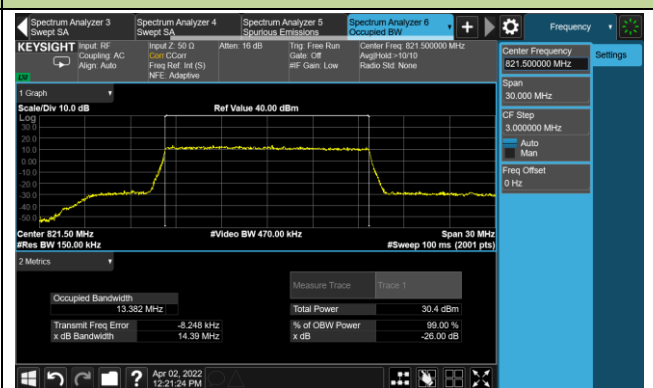 Spectrum Analyzer 3
Swept SA
Spectrum Analyzer 4
Swept SA
Spectrum Analyzer 5
Spurious Emissions
Spectrum Analyzer 6
Occupied BW
+
Frequency
KEYSIGHT
Input: RF
Coupling: AC
Align: Auto
Input Z: 50 Ω
Corr CCorr
Freq Ref: Int (S)
NFE: Adaptive
Atten: 16 dB
Trig: Free Run
Gate: Off
#IF Gain: Low
Center Freq: 821.500000 MHz
Avg|Hold:>10/10
Radio Std: None
LXI
Center Frequency
821.500000 MHz
Settings
Span
30.000 MHz
CF Step
3.000000 MHz
Auto
Man
Freq Offset
0 Hz
1 Graph
Scale/Div 10.0 dB
Ref Value 40.00 dBm
Log
30.0
20.0
10.0
0.00
-10.0
-20.0
-30.0
-40.0
-50.0
Center 821.50 MHz
#Video BW 470.00 kHz
Span 30 MHz
#Res BW 150.00 kHz
#Sweep 100 ms (2001 pts)
2 Metrics
Measure Trace
Trace 1
Occupied Bandwidth
13.382 MHz
Total Power
30.4 dBm
Transmit Freq Error
-8.248 kHz
% of OBW Power
99.00 %
x dB Bandwidth
14.39 MHz
x dB
-26.00 dB
?
Apr 02, 2022
12:21:24 PM